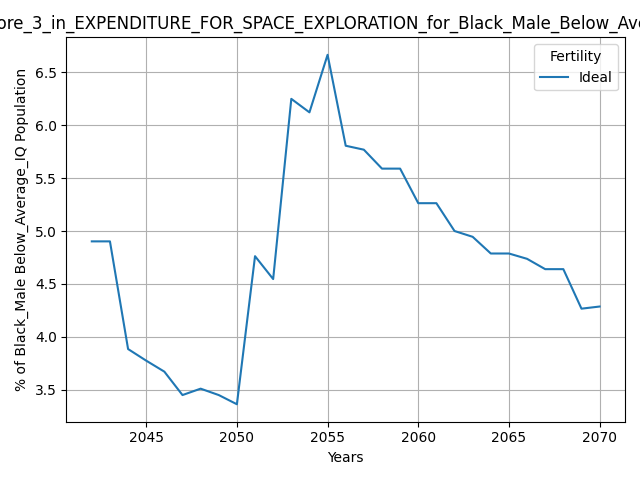 ore_3_in_EXPENDITURE_FOR_SPACE_EXPLORATION_for_Black_Male_Below_Ave
Fertility
Ideal
% of Black_Male Below_Average_IQ Population
6.5
6.0
5.5
5.0
4.5
4.0
3.5
2045 2050 2055 2060 2065 2070
Years